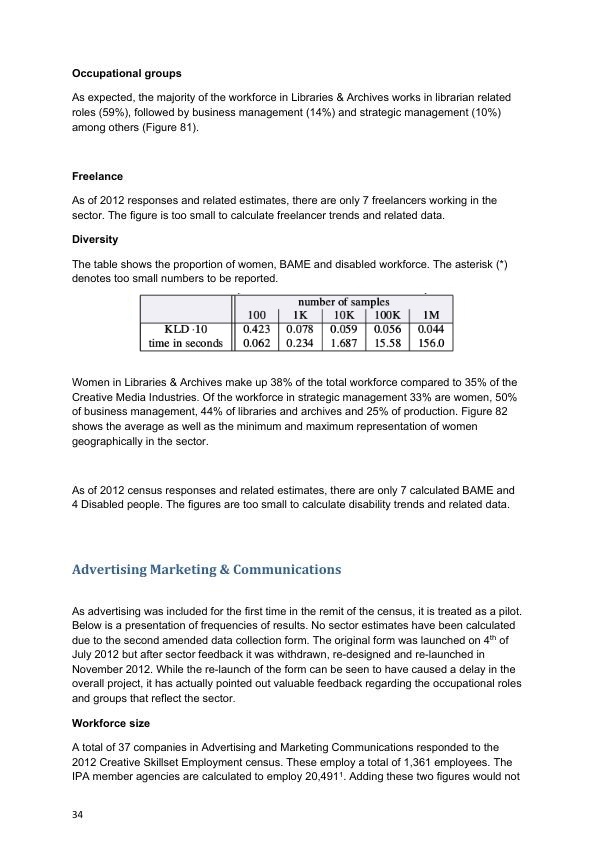 Occupational groups
As expected, the majority of the workforce in Libraries & Archives works in librarian related
roles (59%), followed by business management (14%) and strategic management (10%)
among others (Figure 81).
Freelance
As of 2012 responses and related estimates, there are only 7 freelancers working in the
sector. The figure is too small to calculate freelancer trends and related data.
Diversity
The table shows the proportion of women, BAME and disabled workforce. The asterisk (*)
denotes too small numbers to be reported.
number of samples
100 1K 10K 100K 1M
KLD ·10 0.423 0.078 0.059 0.056 0.044
time in seconds 0.062 0.234 1.687 15.58 156.0
Women in Libraries & Archives make up 38% of the total workforce compared to 35% of the
Creative Media Industries. Of the workforce in strategic management 33% are women, 50%
of business management, 44% of libraries and archives and 25% of production. Figure 82
shows the average as well as the minimum and maximum representation of women
geographically in the sector.
As of 2012 census responses and related estimates, there are only 7 calculated BAME and
4 Disabled people. The figures are too small to calculate disability trends and related data.
Advertising Marketing & Communications
As advertising was included for the first time in the remit of the census, it is treated as a pilot.
Below is a presentation of frequencies of results. No sector estimates have been calculated
due to the second amended data collection form. The original form was launched on 4th of
July 2012 but after sector feedback it was withdrawn, re-designed and re-launched in
November 2012. While the re-launch of the form can be seen to have caused a delay in the
overall project, it has actually pointed out valuable feedback regarding the occupational roles
and groups that reflect the sector.
Workforce size
A total of 37 companies in Advertising and Marketing Communications responded to the
2012 Creative Skillset Employment census. These employ a total of 1,361 employees. The
IPA member agencies are calculated to employ 20,491¹. Adding these two figures would not
34